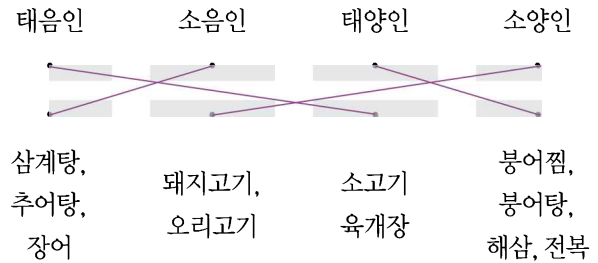 태음인 소음인 태양인 소양인
삼계탕,
추어탕,
장어
돼지고기,
오리고기
소고기
육개장
붕어찜,
붕어탕,
해삼, 전복